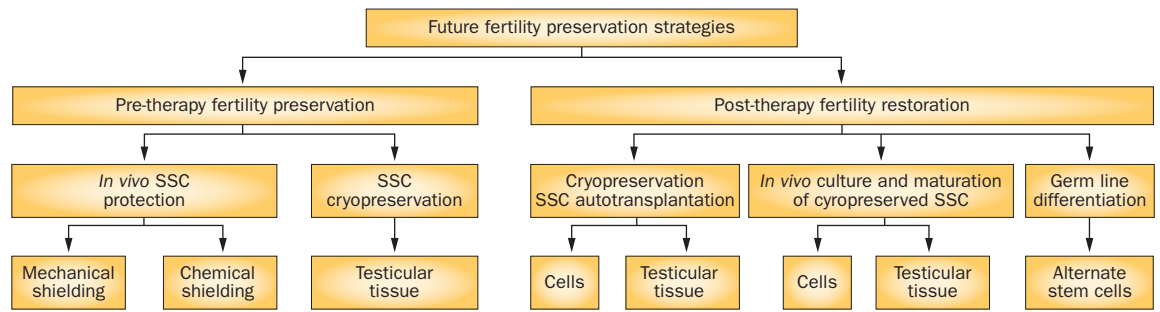 Future fertility preservation strategies
Pre-therapy fertility preservation
Post-therapy fertility restoration
In vivo SSC
protection
SSC
cryopreservation
Cryopreservation
SSC autotransplantation
In vivo culture and maturation
of cyropreserved SSC
Germ line
differentiation
Mechanical
shielding
Chemical
shielding
Testicular
tissue
Cells
Testicular
tissue
Cells
Testicular
tissue
Alternate
stem cells